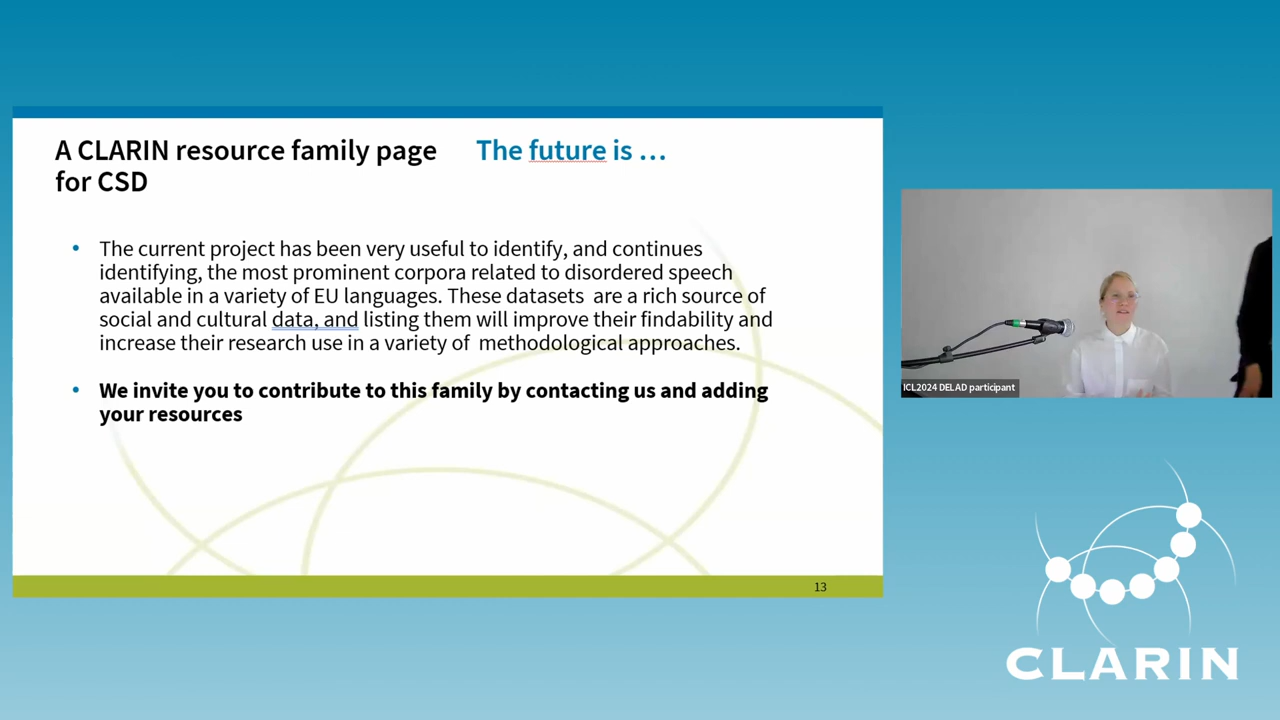 A CLARIN resource family page
for CSD
The future is ...
• The current project has been very useful to identify, and continues
identifying, the most prominent corpora related to disordered speech
available in a variety of EU languages. These datasets are a rich source of
social and cultural data, and listing them will improve their findability and
increase their research use in a variety of methodological approaches.
• We invite you to contribute to this family by contacting us and adding
your resources
13
ICL2024 DELAD participant
CLARIN